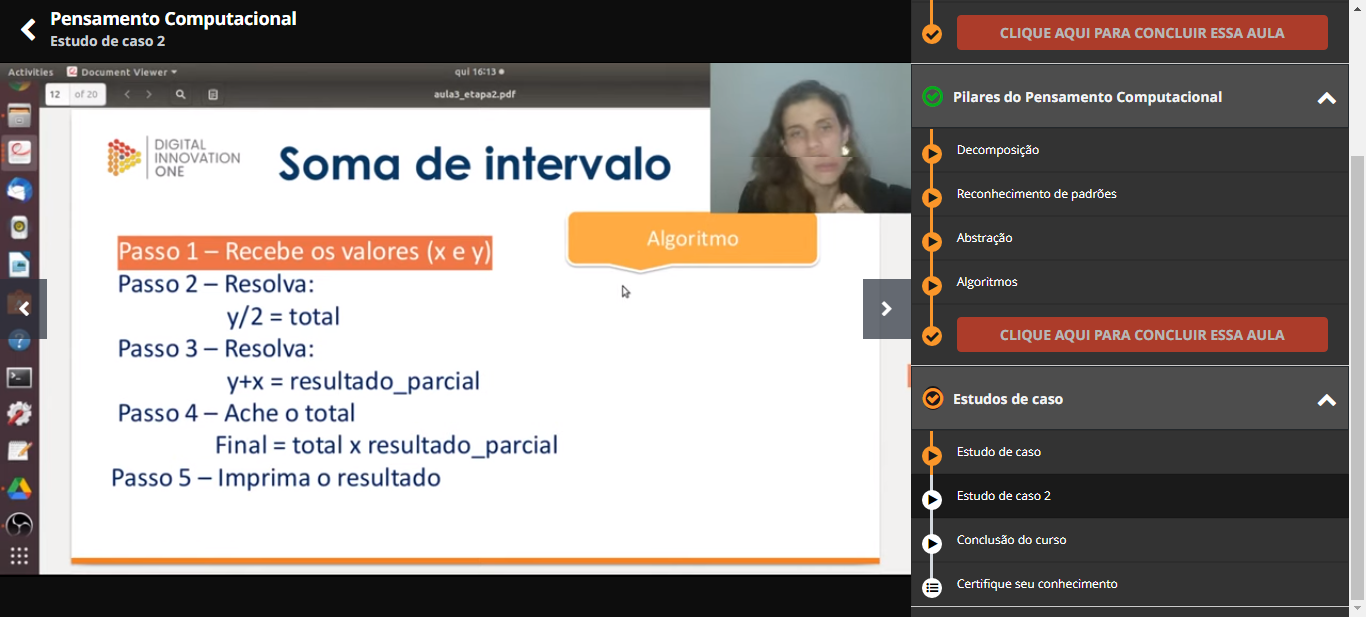 Pensamento Computacional
Estudo de caso 2
Activities
Document Viewer
qui 16:13
12
of 20
aula3_etapa2.pdf
DIGITAL
INNOVATION
ONE
Soma de intervalo
Algoritmo
Passo 1 – Recebe os valores (x e y)
Passo 2 – Resolva:
y/2 = total
Passo 3 – Resolva:
y+x = resultado_parcial
Passo 4 – Ache o total
Final = total x resultado_parcial
Passo 5 – Imprima o resultado
CLIQUE AQUI PARA CONCLUIR ESSA AULA
Pilares do Pensamento Computacional
Decomposição
Reconhecimento de padrões
Abstração
Algoritmos
CLIQUE AQUI PARA CONCLUIR ESSA AULA
Estudos de caso
Estudo de caso
Estudo de caso 2
Conclusão do curso
Certifique seu conhecimento